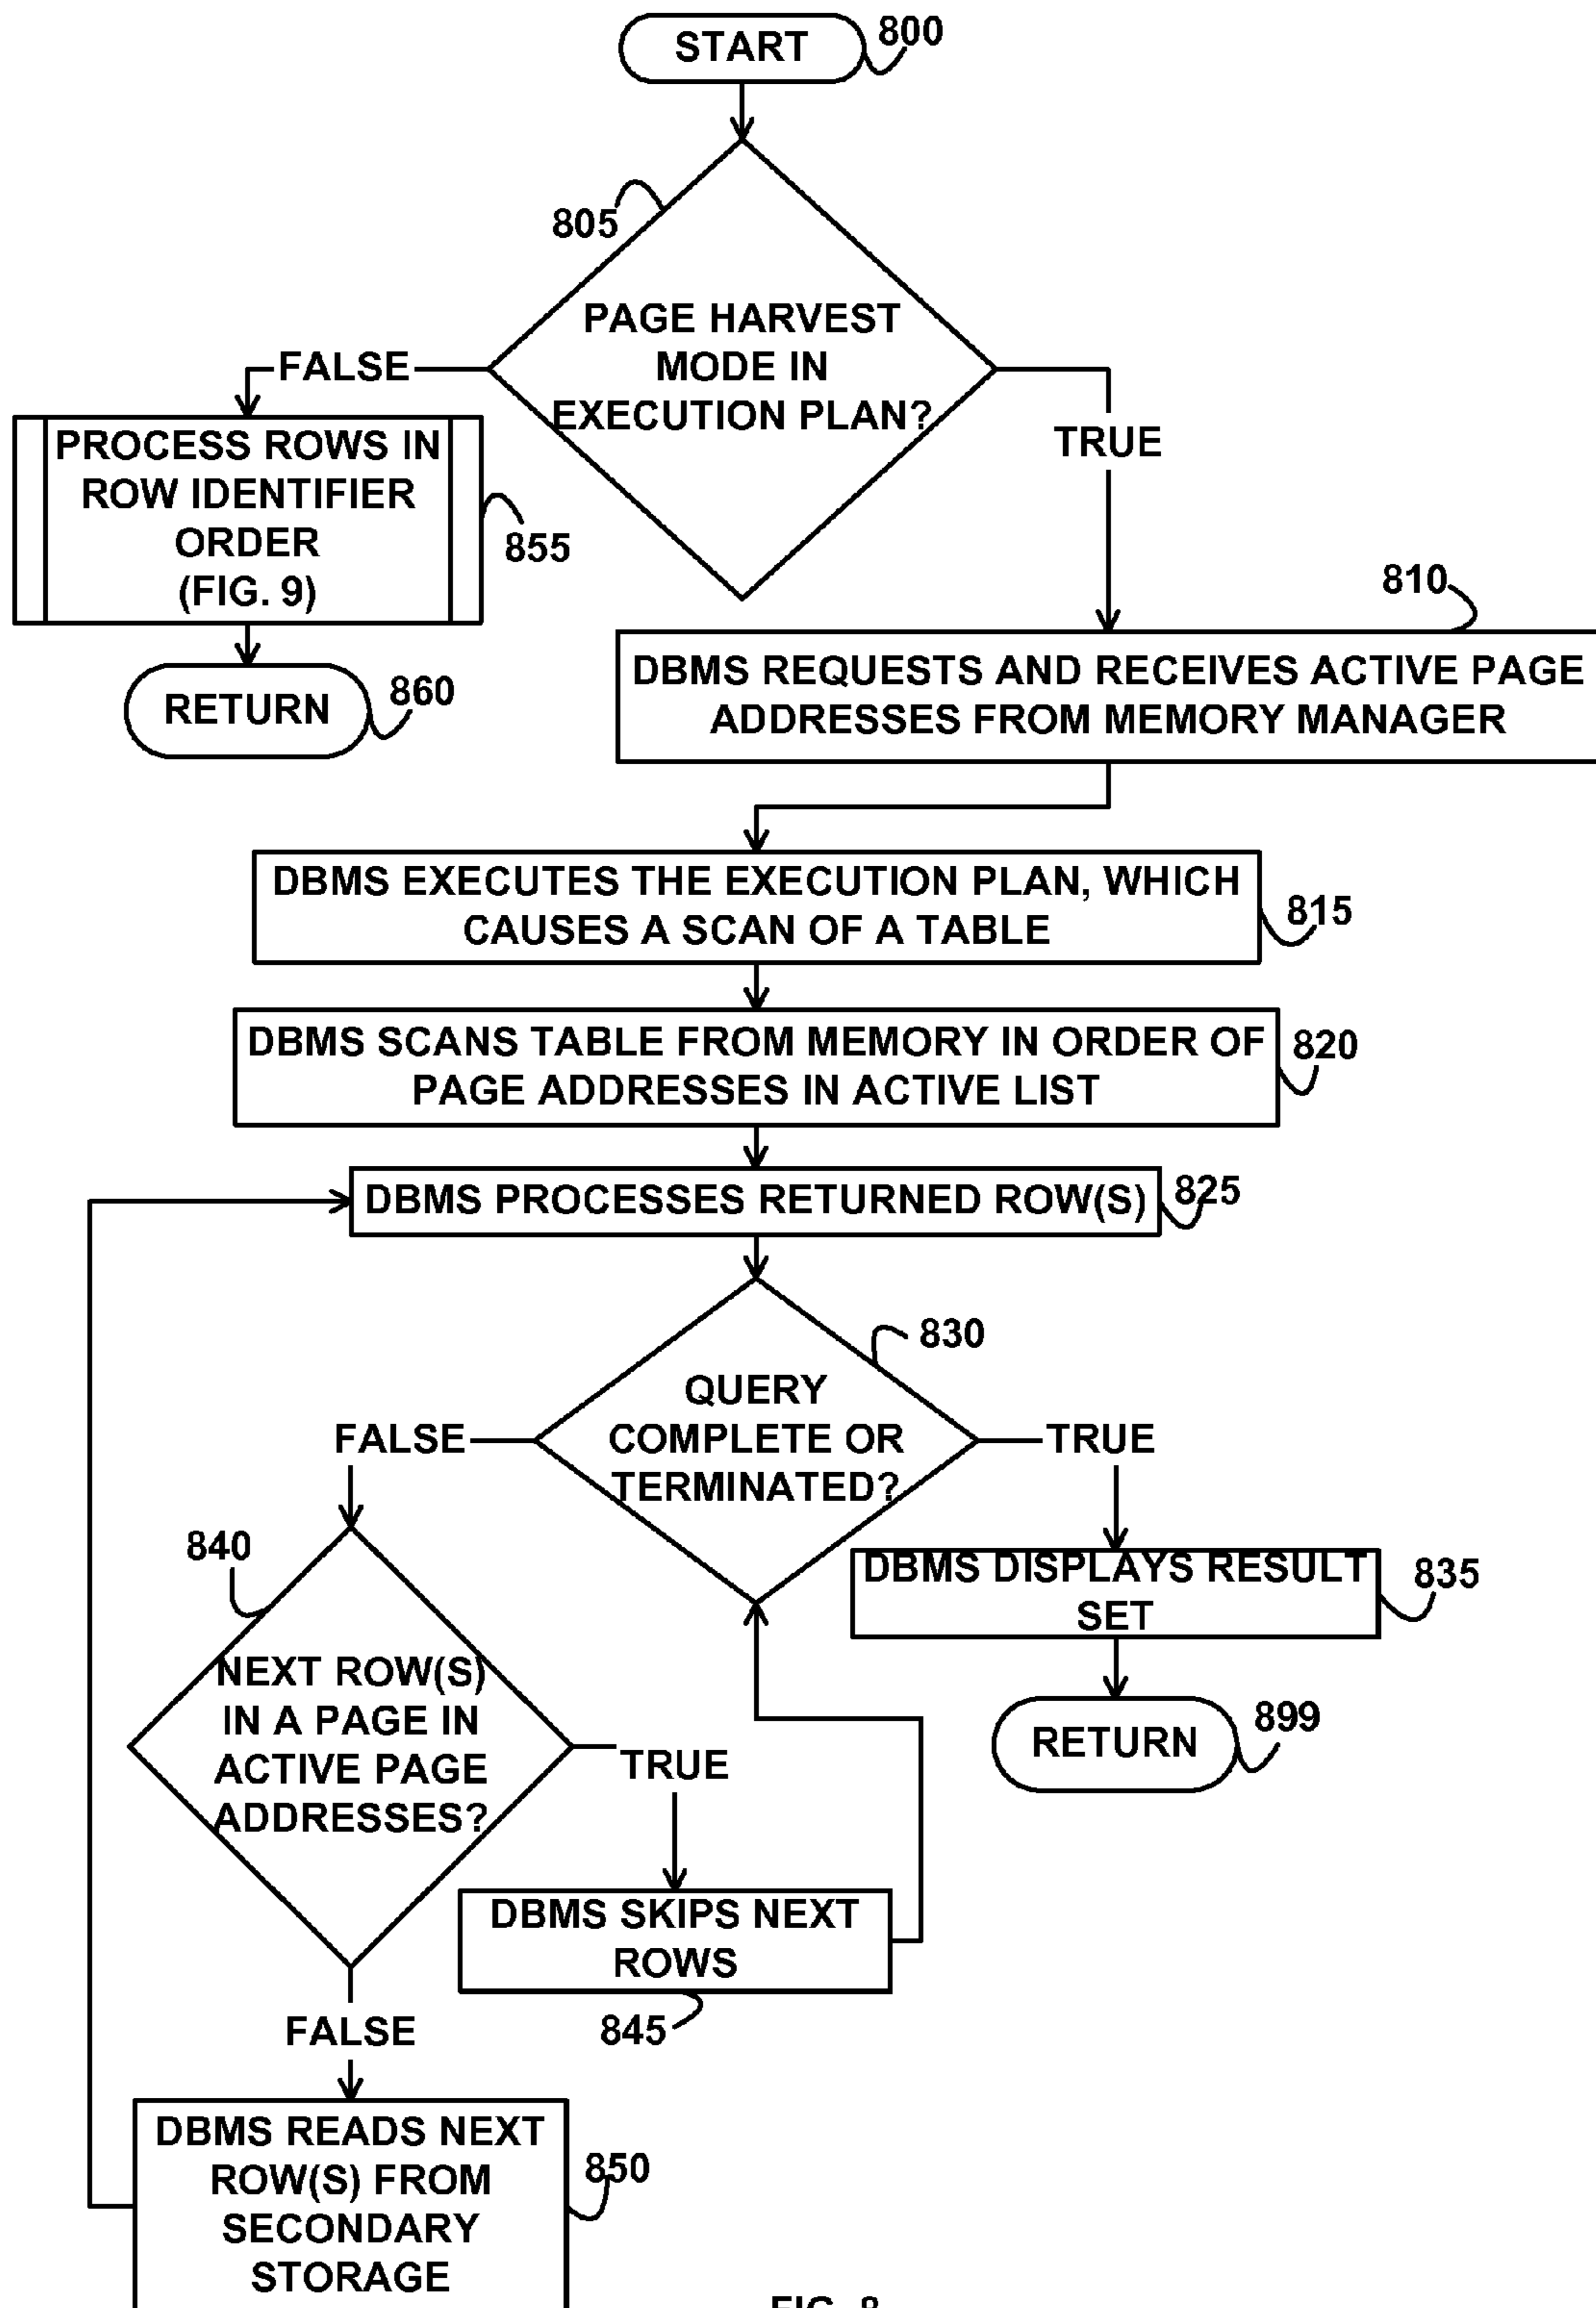 START
800
805
PAGE HARVEST
MODE IN
EXECUTION PLAN?
FALSE
TRUE
PROCESS ROWS IN
ROW IDENTIFIER
ORDER
(FIG. 9)
855
RETURN
860
810
DBMS REQUESTS AND RECEIVES ACTIVE PAGE
ADDRESSES FROM MEMORY MANAGER
DBMS EXECUTES THE EXECUTION PLAN, WHICH
CAUSES A SCAN OF A TABLE
815
DBMS SCANS TABLE FROM MEMORY IN ORDER OF
PAGE ADDRESSES IN ACTIVE LIST
820
DBMS PROCESSES RETURNED ROW(S)
825
830
QUERY
COMPLETE OR
TERMINATED?
FALSE
TRUE
DBMS DISPLAYS RESULT
SET
835
RETURN
899
840
NEXT ROW(S)
IN A PAGE IN
ACTIVE PAGE
ADDRESSES?
TRUE
DBMS SKIPS NEXT
ROWS
845
FALSE
DBMS READS NEXT
ROW(S) FROM
SECONDARY
STORAGE
850
FIG. 8